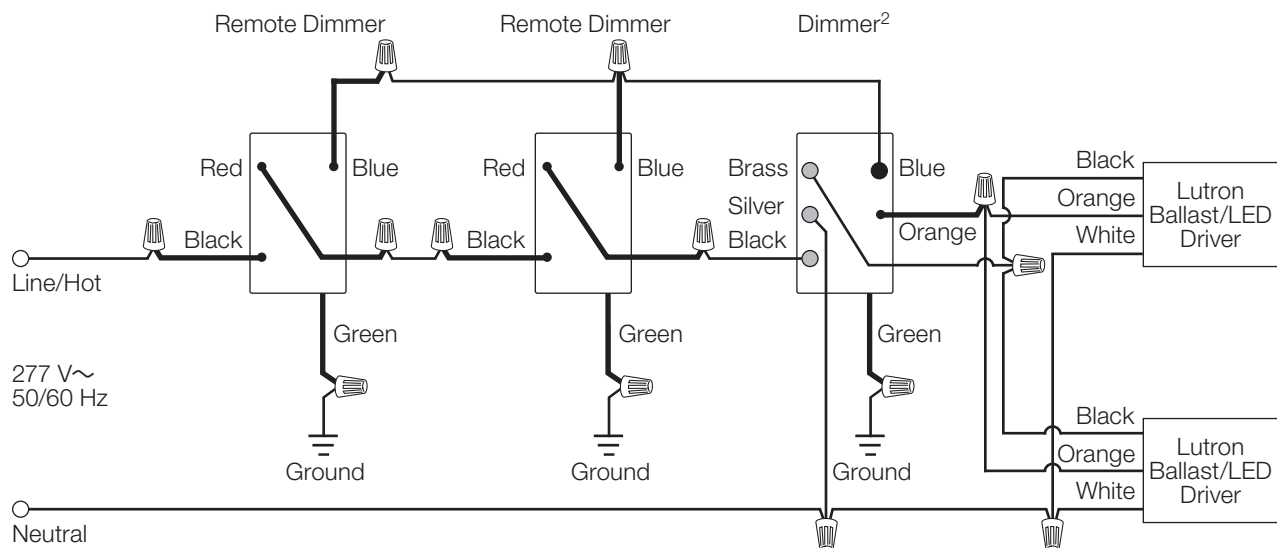 Remote Dimmer
Remote Dimmer
Dimmer²
Red
Blue
Black
Red
Blue
Black
Brass
Silver
Black
Blue
Orange
Black
Orange
White
Lutron
Ballast/LED
Driver
Line/Hot
277 V~
50/60 Hz
Green
Ground
Green
Ground
Green
Ground
Black
Orange
White
Lutron
Ballast/LED
Driver
Neutral